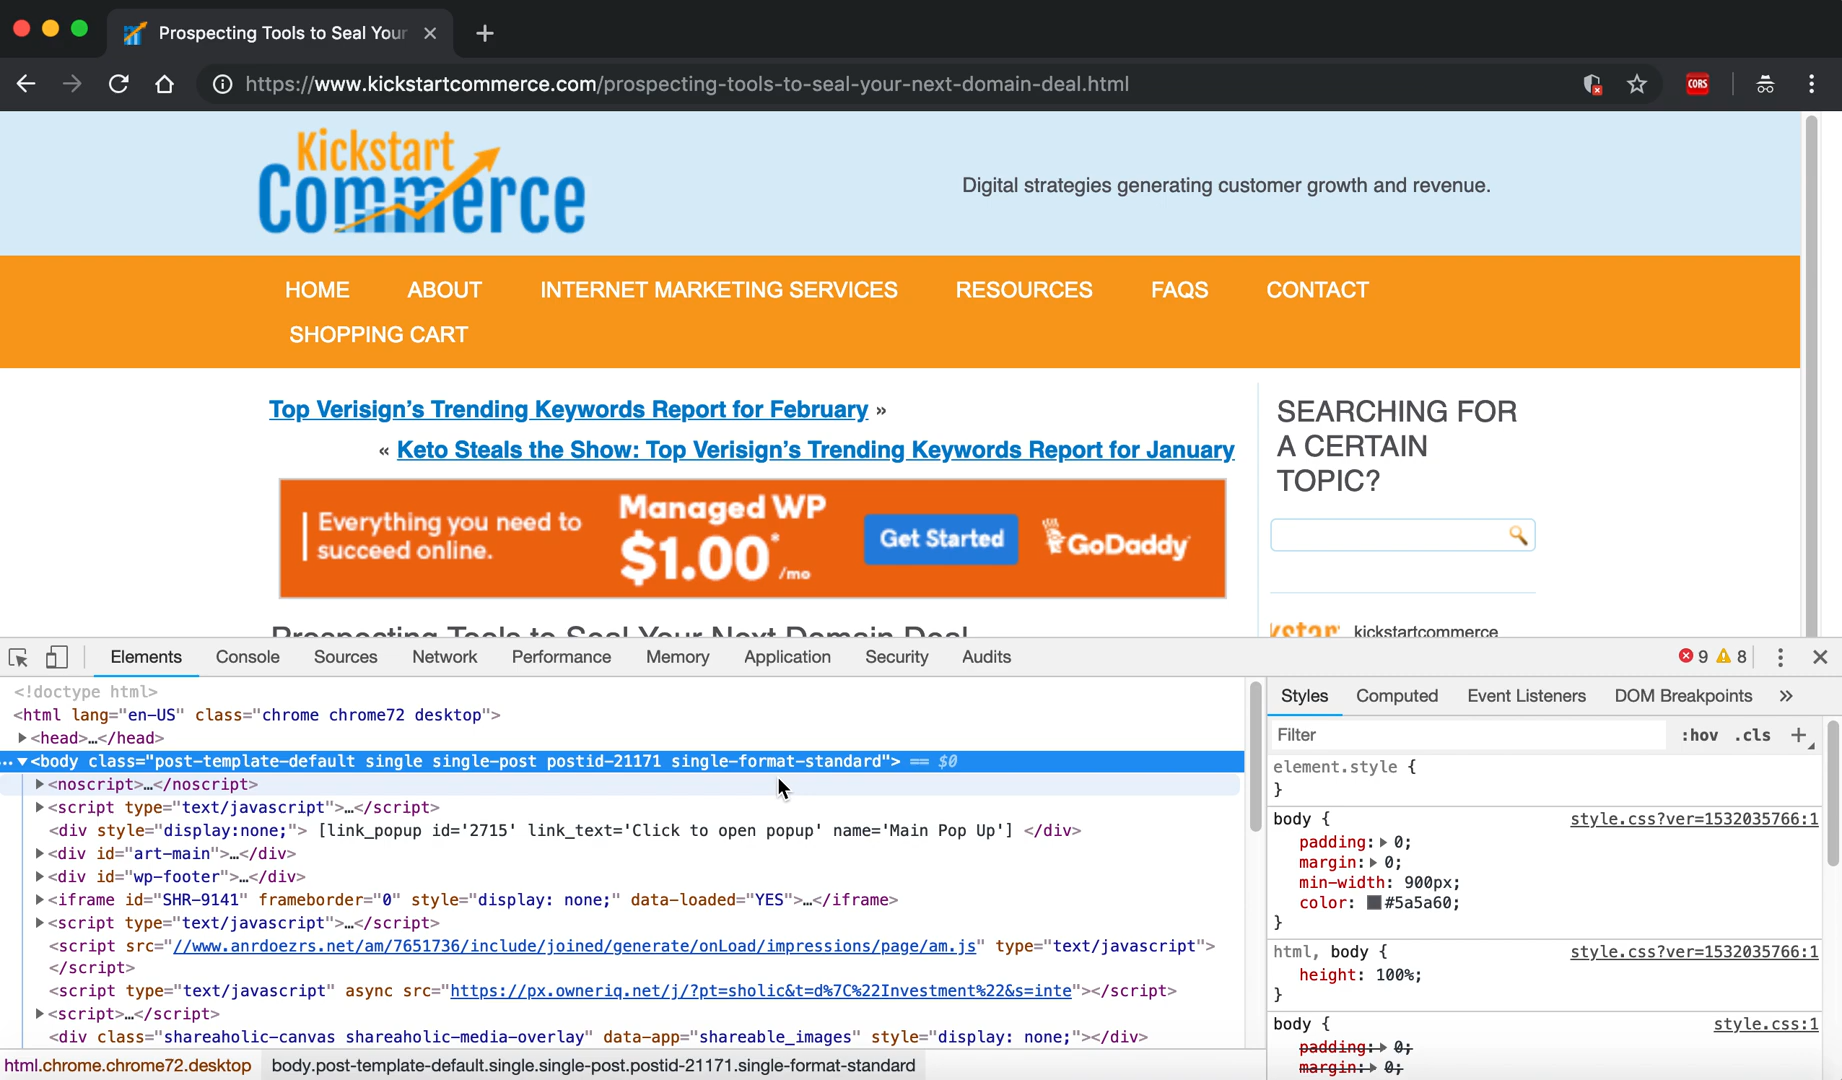 Prospecting Tools to Seal Your
https://www.kickstartcommerce.com/prospecting-tools-to-seal-your-next-domain-deal.html
CORS
Kickstart
Commerce
Digital strategies generating customer growth and revenue.
HOME ABOUT INTERNET MARKETING SERVICES RESOURCES FAQS CONTACT
SHOPPING CART
Top Verisign’s Trending Keywords Report for February »
« Keto Steals the Show: Top Verisign’s Trending Keywords Report for January
SEARCHING FOR
A CERTAIN
TOPIC?
Everything you need to
succeed online.
Managed WP
$1.00* /mo
Get Started
GoDaddy
Prospecting Tools to Seal Your Next Domain Deal
kickstartcommerce
Elements Console Sources Network Performance Memory Application Security Audits 9 8
<!doctype html>
<html lang="en-US" class="chrome chrome72 desktop">
<head>…</head>
<body class="post-template-default single single-post postid-21171 single-format-standard"> == $0
<noscript>…</noscript>
<script type="text/javascript">…</script>
<div style="display:none;"> [link_popup id='2715' link_text='Click to open popup' name='Main Pop Up'] </div>
<div id="art-main">…</div>
<div id="wp-footer">…</div>
<iframe id="SHR-9141" frameborder="0" style="display: none;" data-loaded="YES">…</iframe>
<script type="text/javascript">…</script>
<script src="//www.anrdoezrs.net/am/7651736/include/joined/generate/onLoad/impressions/page/am.js" type="text/javascript">
</script>
<script type="text/javascript" async src="https://px.owneriq.net/j/?pt=sholic&t=d%7C%22Investment%22&s=inte"></script>
<script>…</script>
<div class="shareaholic-canvas shareaholic-media-overlay" data-app="shareable_images" style="display: none;"></div>
html.chrome.chrome72.desktop body.post-template-default.single.single-post.postid-21171.single-format-standard
Styles Computed Event Listeners DOM Breakpoints »
Filter :hov .cls +
element.style {
}
body { style.css?ver=1532035766:1
padding: 0;
margin: 0;
min-width: 900px;
color: #5a5a60;
}
html, body { style.css?ver=1532035766:1
height: 100%;
}
body { style.css:1
padding: 0;
margin: 0;